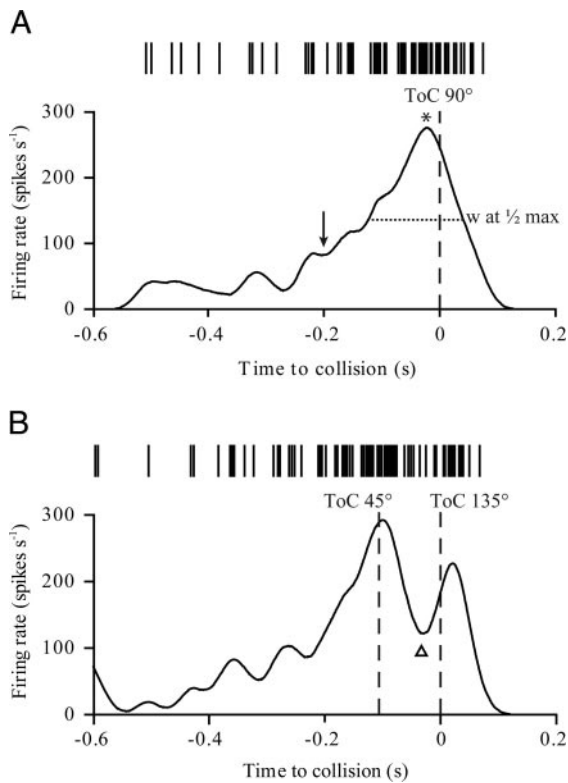 A
ToC 90°
*
300
200
100
0
w at ½ max
Firing rate (spikes s⁻¹)
-0.6 -0.4 -0.2 0 0.2
Time to collision (s)
B
ToC 45° ToC 135°
300
200
100
0
Firing rate (spikes s⁻¹)
-0.6 -0.4 -0.2 0 0.2
Time to collision (s)